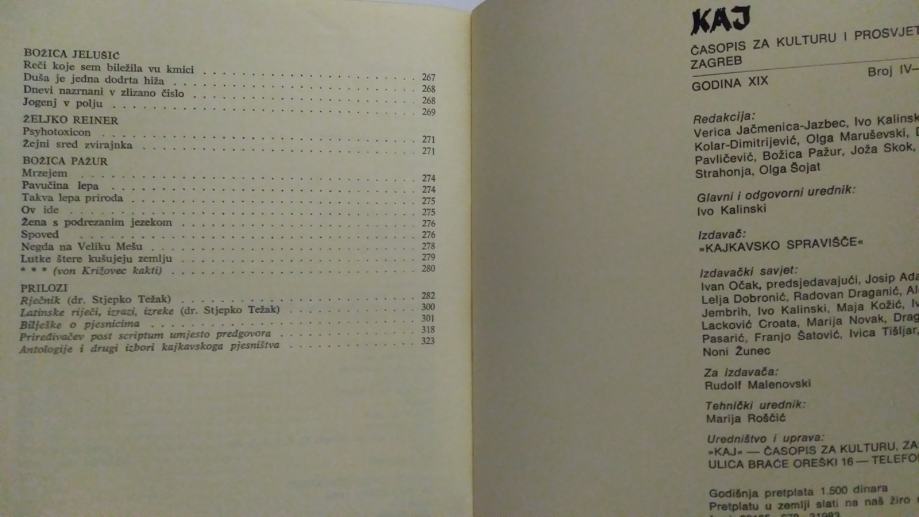 BOŽICA JELUŠIĆ
Reči koje sem biležila vu kmici . . . . . . . . . . 267
Duša je jedna dodrta hiža . . . . . . . . . . 268
Dnevi nazrnani v zlizano čislo . . . . . . . . . . 268
Jogenj v polju . . . . . . . . . . 269
ŽELJKO REINER
Psyhotoxicon . . . . . . . . . . 271
Žejni sred zvirajnka . . . . . . . . . . 271
BOŽICA PAŽUR
Mrzejem . . . . . . . . . . 274
Pavučina lepa . . . . . . . . . . 274
Takva lepa priroda . . . . . . . . . . 275
Ov ide . . . . . . . . . . 275
Žena s podrezanim jezekom . . . . . . . . . . 276
Spoved . . . . . . . . . . 276
Negda na Veliku Mešu . . . . . . . . . . 278
Lutke štere kušujeju zemlju . . . . . . . . . . 279
* * * (von Križovec kakti) . . . . . . . . . . 280
PRILOZI
Rječnik (dr. Stjepko Težak) . . . . . . . . . . 282
Latinske riječi, izrazi, izreke (dr. Stjepko Težak) . . . . . . . . . . 300
Bilješke o pjesnicima . . . . . . . . . . 301
Priređivačev post scriptum umjesto predgovora . . . . . . . . . . 318
Antologije i drugi izbori kajkavskoga pjesništva . . . . . . . . . . 323
KAJ
ČASOPIS ZA KULTURU I PROSVJET
ZAGREB
GODINA XIX Broj IV—
Redakcija:
Verica Jačmenica-Jazbec, Ivo Kalinsk
Kolar-Dimitrijević, Olga Maruševski, D
Pavličević, Božica Pažur, Joža Skok,
Strahonja, Olga Šojat
Glavni i odgovorni urednik:
Ivo Kalinski
Izdavač:
»KAJKAVSKO SPRAVIŠČE«
Izdavački savjet:
Ivan Očak, predsjedavajući, Josip Ada
Lelja Dobronić, Radovan Draganić, Al
Jembrih, Ivo Kalinski, Maja Kožić, Iv
Lacković Croata, Marija Novak, Drag
Pasarić, Franjo Šatović, Ivica Tišljar,
Noni Žunec
Za izdavača:
Rudolf Malenovski
Tehnički urednik:
Marija Roščić
Uredništvo i uprava:
»KAJ« — ČASOPIS ZA KULTURU, ZA
ULICA BRAĆE OREŠKI 16 — TELEFO
Godišnja pretplata 1.500 dinara
Pretplatu u zemlji slati na naš žiro